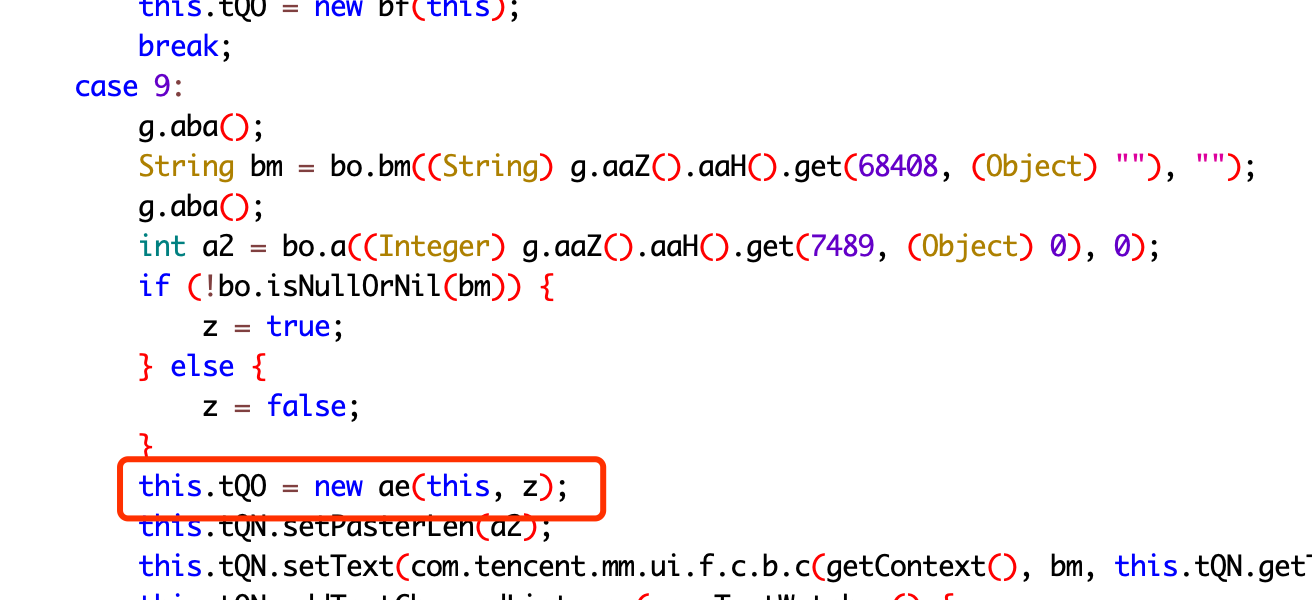 this.tQO = new bf(this);
break;
case 9:
g.aba();
String bm = bo.bm((String) g.aaZ().aaH().get(68408, (Object) ""), "");
g.aba();
int a2 = bo.a((Integer) g.aaZ().aaH().get(7489, (Object) 0), 0);
if (!bo.isNullOrNil(bm)) {
z = true;
} else {
z = false;
}
this.tQO = new ae(this, z);
this.tQN.setPasterLen(a2);
this.tQN.setText(com.tencent.mm.ui.f.c.b.c(getContext(), bm, this.tQN.getT